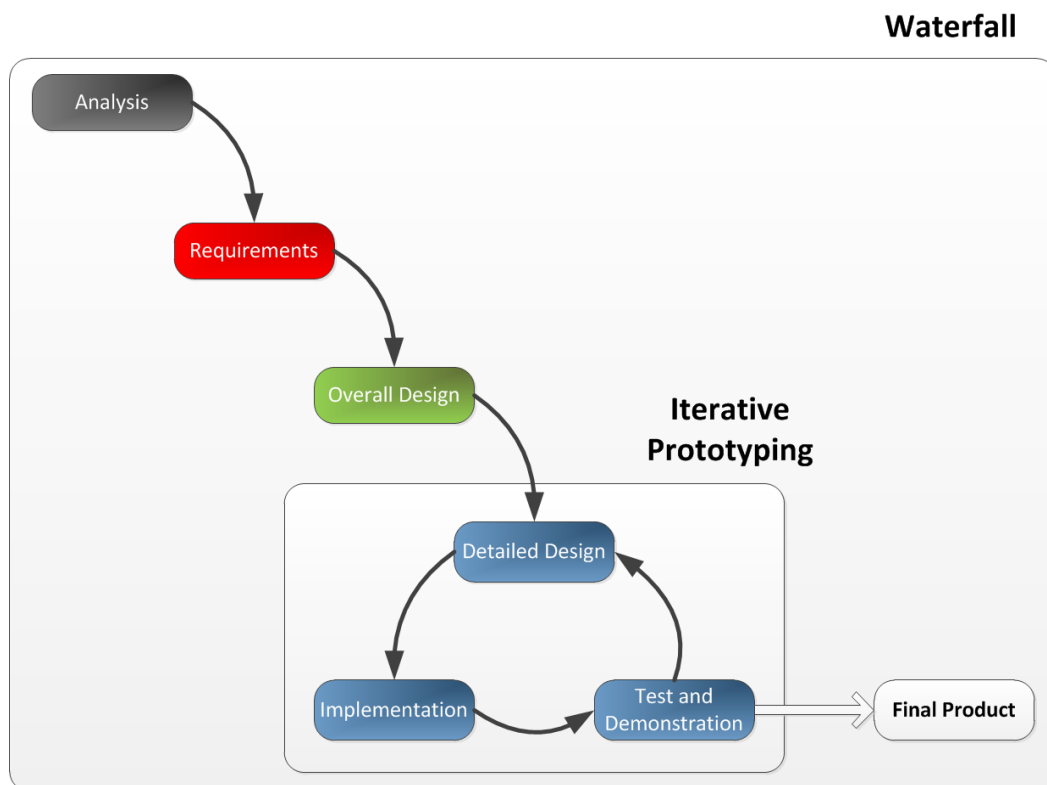 Waterfall
Analysis
Requirements
Overall Design
Iterative
Prototyping
Detailed Design
Implementation
Test and
Demonstration
Final Product